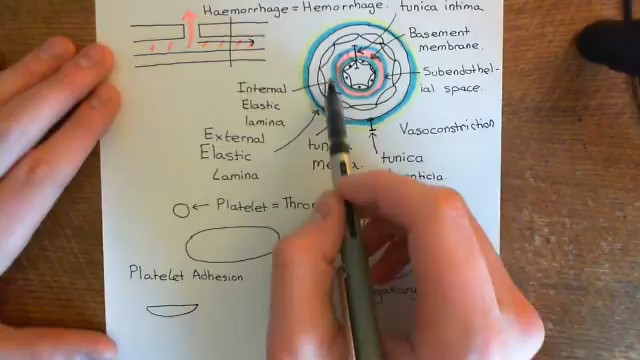 Haemorrhage = Hemorrhage.
tunica intima
Basement
membrane.
Subendothel-
ial space.
Internal
Elastic
lamina
Vasoconstriction
External
Elastic
Lamina
tunica
Platelet = Throm
Platelet Adhesion